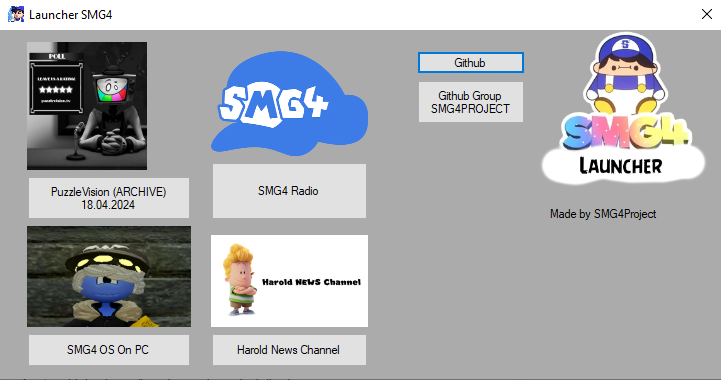 Launcher SMG4
POLL
LEAVE US A RATING
puzzlevision.tv
SMG4
Github
Github Group
SMG4PROJECT
S
SMG4
LAUNCHER
PuzzleVision (ARCHIVE)
18.04.2024
SMG4 Radio
Made by SMG4Project
Harold NEWS Channel
SMG4 OS On PC
Harold News Channel